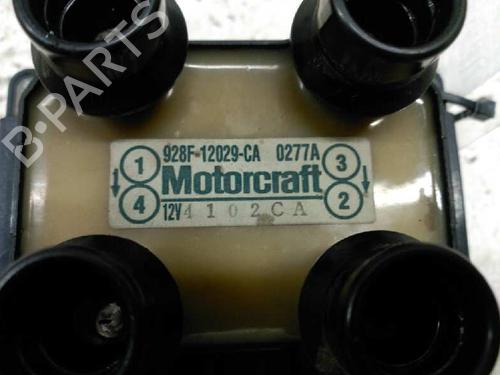 B-PARTS
928F-12029-CA 0277A
1 3
Motorcraft
4 2
12V 4102CA